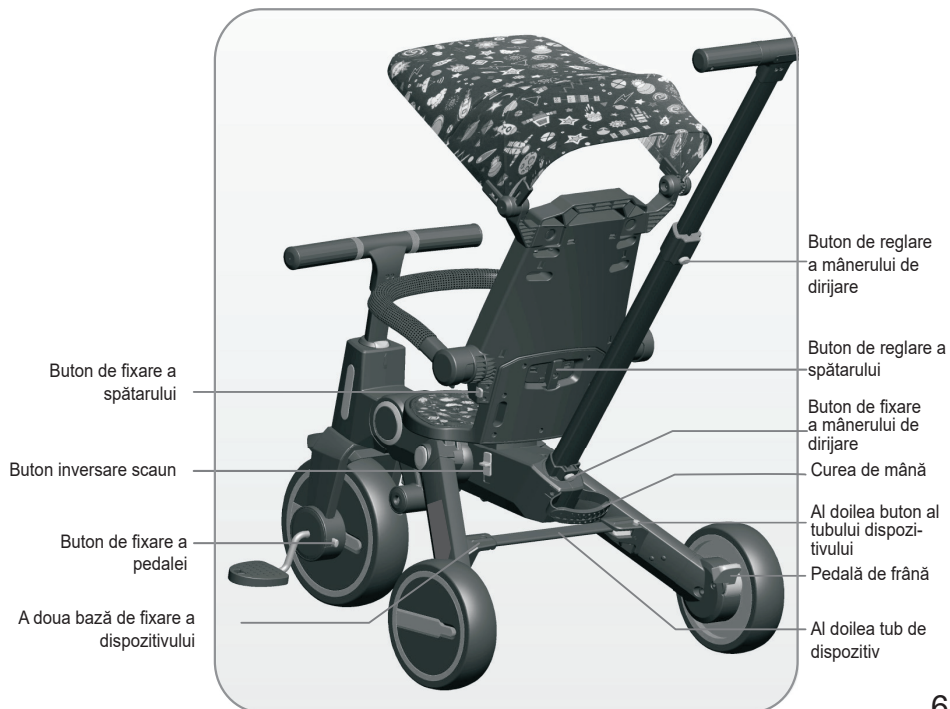 Buton de reglare
a mânerului de
dirijare
Buton de reglare a
spătarului
Buton de fixare
a mânerului de
dirijare
Curea de mână
Al doilea buton al
tubului dispozi-
tivului
Pedală de frână
Al doilea tub de
dispozitiv
Buton de fixare a
spătarului
Buton inversare scaun
Buton de fixare a
pedalei
A doua bază de fixare a
dispozitivului
6